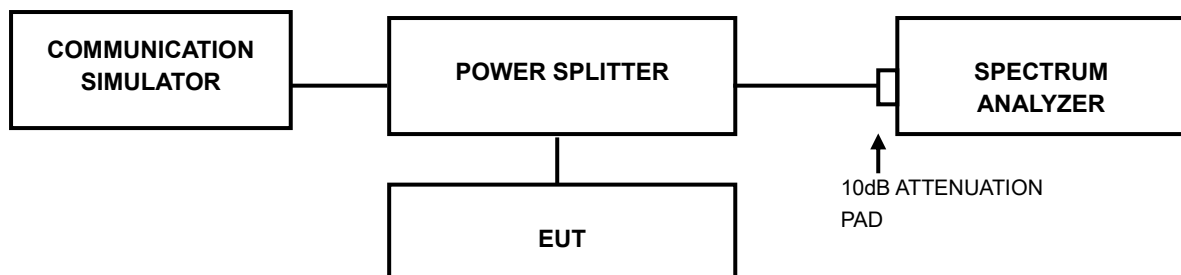 COMMUNICATION
SIMULATOR
POWER SPLITTER
SPECTRUM
ANALYZER
10dB ATTENUATION
PAD
EUT